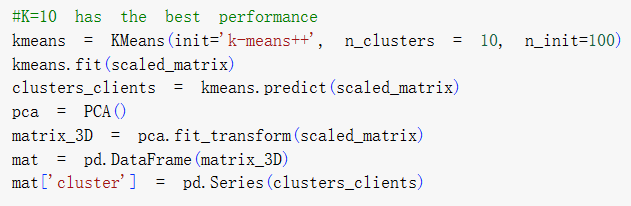 #K=10 has the best performance
kmeans = KMeans(init='k-means++', n_clusters = 10, n_init=100)
kmeans.fit(scaled_matrix)
clusters_clients = kmeans.predict(scaled_matrix)
pca = PCA()
matrix_3D = pca.fit_transform(scaled_matrix)
mat = pd.DataFrame(matrix_3D)
mat['cluster'] = pd.Series(clusters_clients)